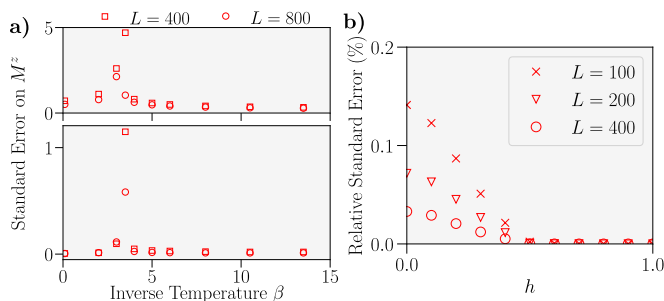 a)
L = 400
L = 800
Standard Error on M^z
5
0
1
0
0
5
10
15
Inverse Temperature β
b)
Relative Standard Error (%)
0.2
0.1
0.0
L = 100
L = 200
L = 400
0.0
1.0
h